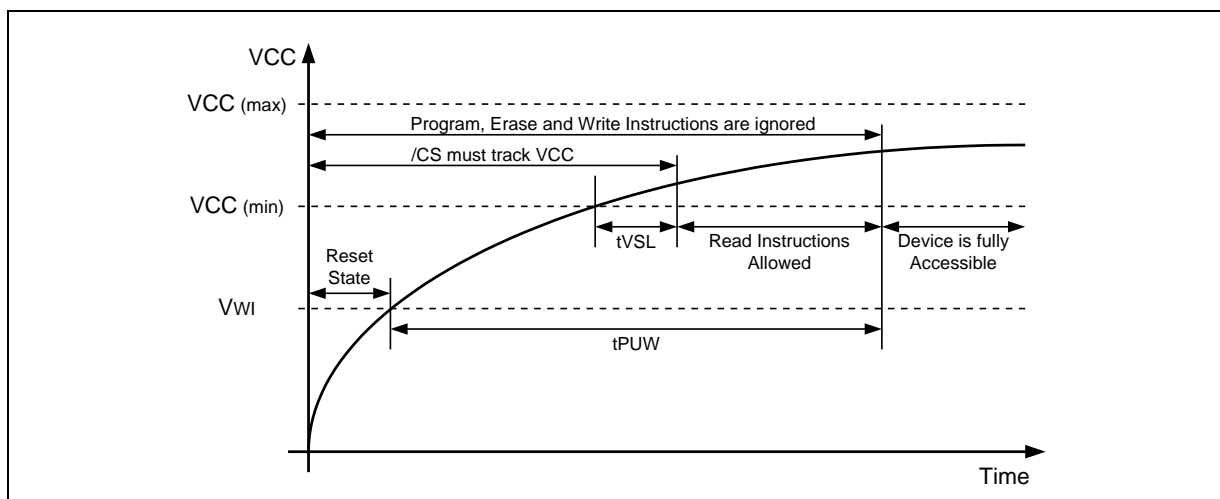 VCC
VCC (max)
Program, Erase and Write Instructions are ignored
/CS must track VCC
VCC (min)
tVSL
Read Instructions
Allowed
Device is fully
Accessible
Reset
State
VWI
tPUW
Time